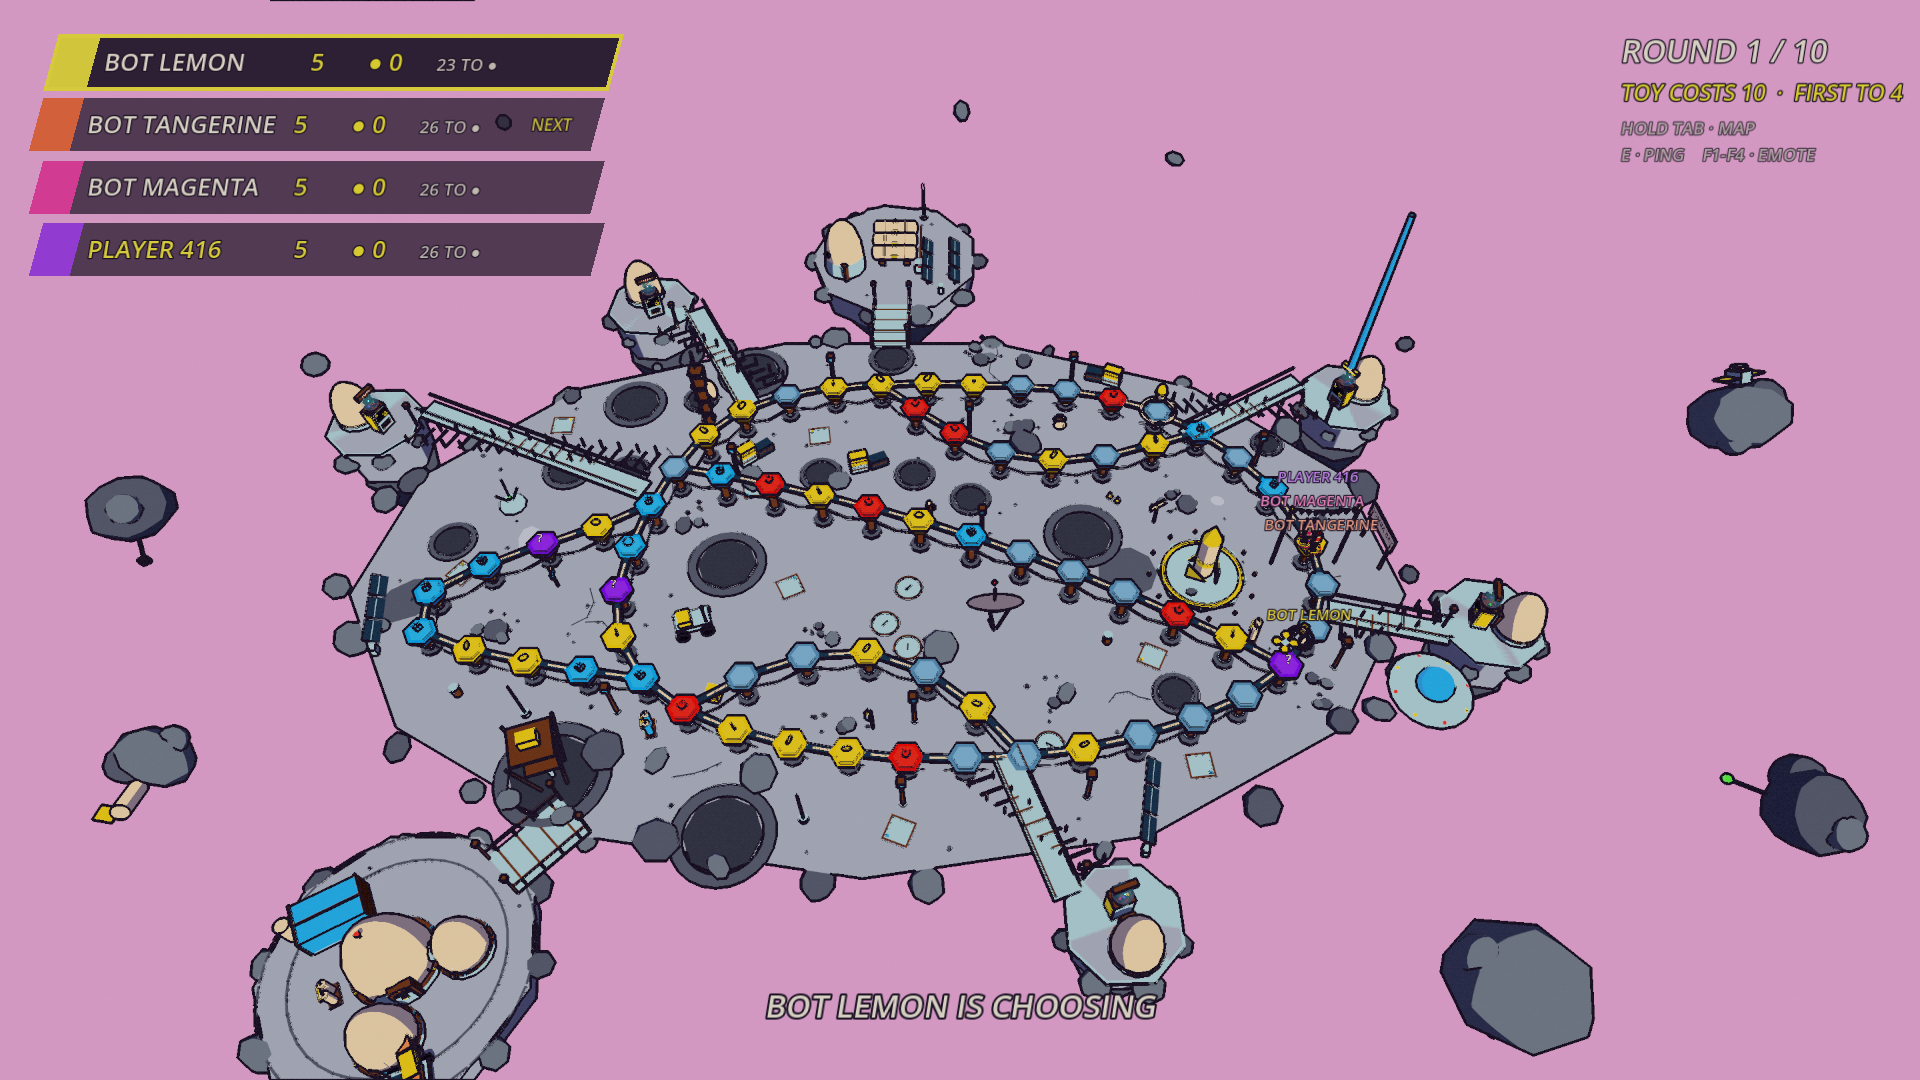 BOT LEMON 5 0 23 TO
BOT TANGERINE 5 0 26 TO NEXT
BOT MAGENTA 5 0 26 TO
PLAYER 416 5 0 26 TO
ROUND 1 / 10
TOY COSTS 10 · FIRST TO 4
HOLD TAB · MAP
E · PING F1-F4 · EMOTE
PLAYER 416
BOT MAGENTA
BOT TANGERINE
BOT LEMON
?
?
?
BOT LEMON IS CHOOSING